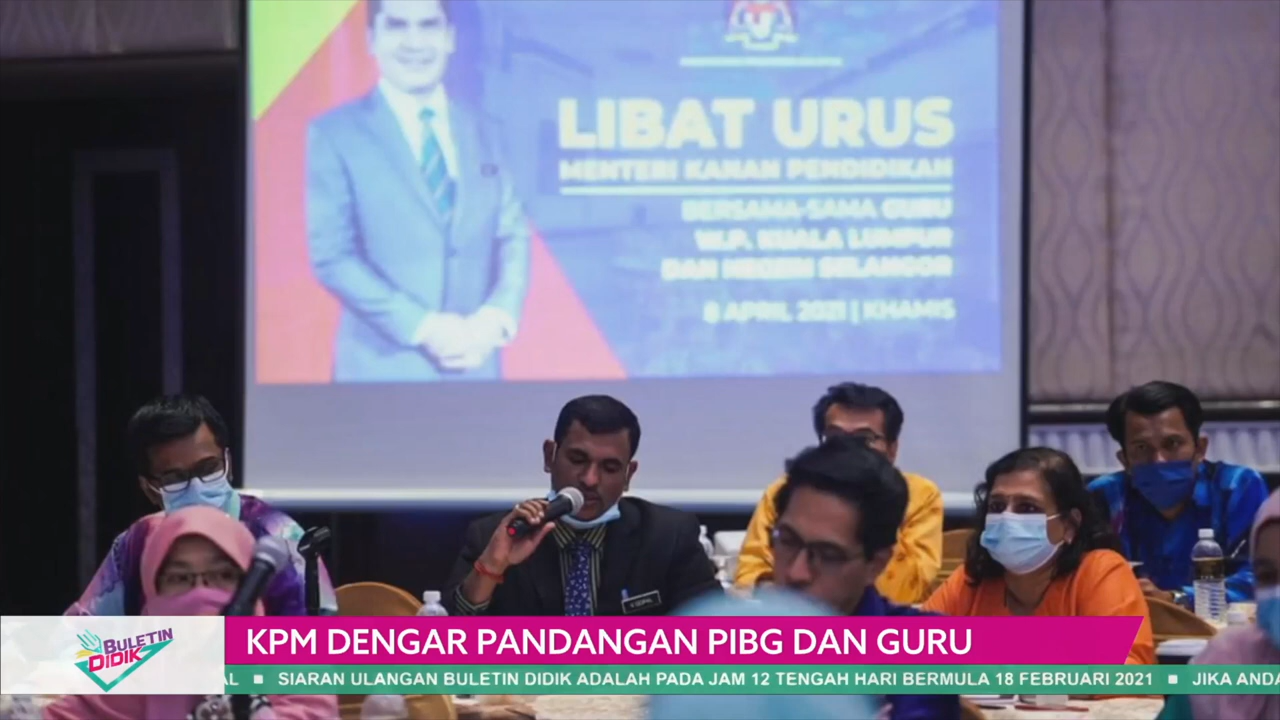 LIBAT URUS
MENTERI KANAN PENDIDIKAN
BERSAMA-SAMA GURU
W.P. KUALA LUMPUR
DAN NEGERI SELANGOR
8 APRIL 2021 | KHAMIS
K GOPAL
BULETIN
DIDIK
KPM DENGAR PANDANGAN PIBG DAN GURU
AL ▪ SIARAN ULANGAN BULETIN DIDIK ADALAH PADA JAM 12 TENGAH HARI BERMULA 18 FEBRUARI 2021 ▪ JIKA ANDA